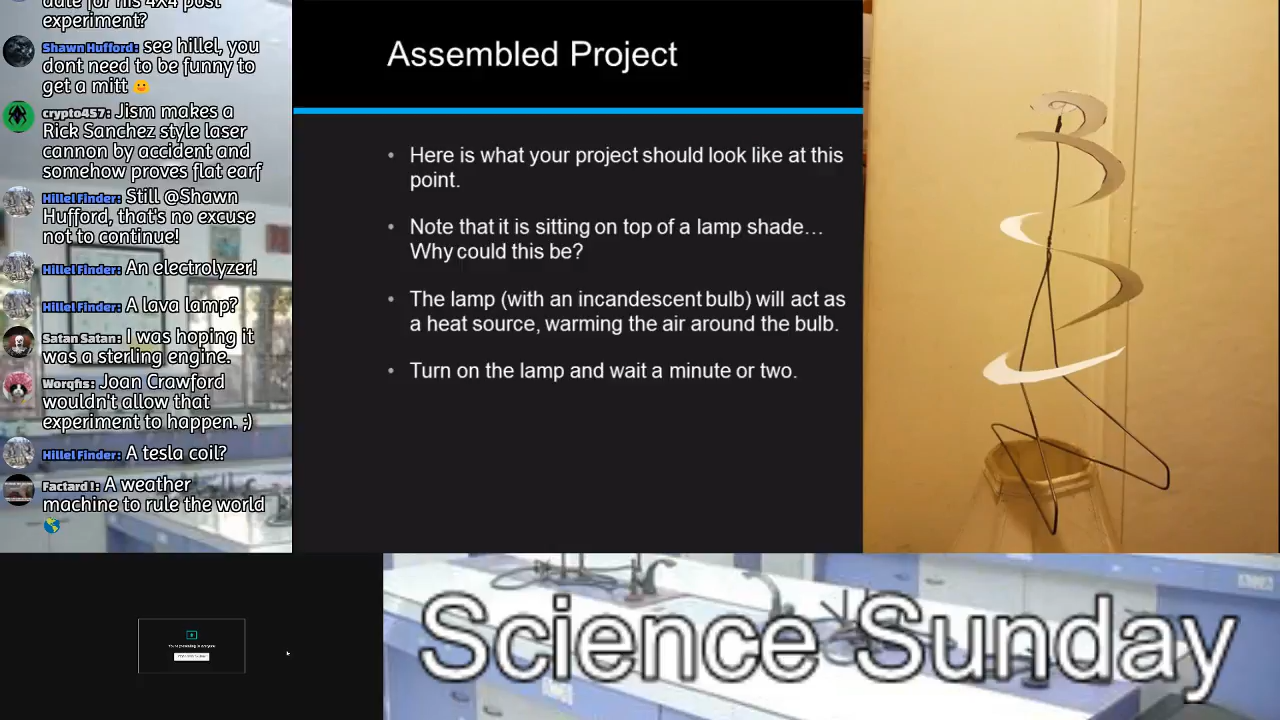 date for his 4x4 post
experiment?
Shawn Hufford: see hillel, you
dont need to be funny to
get a mitt
crypto457: Jism makes a
Rick Sanchez style laser
cannon by accident and
somehow proves flat earf
Hillel Finder: Still @Shawn
Hufford, that's no excuse
not to continue!
Hillel Finder: An electrolyzer!
Hillel Finder: A lava lamp?
Satan Satan: I was hoping it
was a sterling engine.
Worqfis: Joan Crawford
wouldn't allow that
experiment to happen. ;)
Hillel Finder: A tesla coil?
Factard 1: A weather
machine to rule the world
Assembled Project
• Here is what your project should look like at this
point.
• Note that it is sitting on top of a lamp shade…
Why could this be?
• The lamp (with an incandescent bulb) will act as
a heat source, warming the air around the bulb.
• Turn on the lamp and wait a minute or two.
Science Sunday